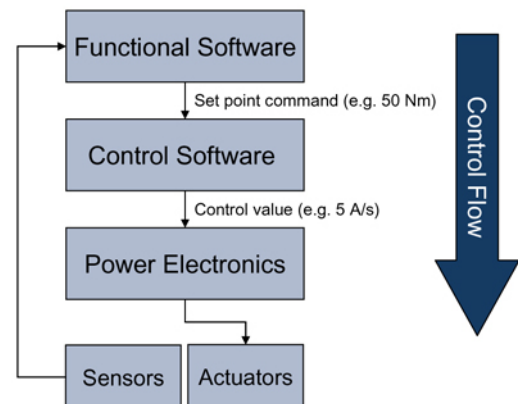 Functional Software
Set point command (e.g. 50 Nm)
Control Software
Control value (e.g. 5 A/s)
Power Electronics
Sensors
Actuators
Control Flow